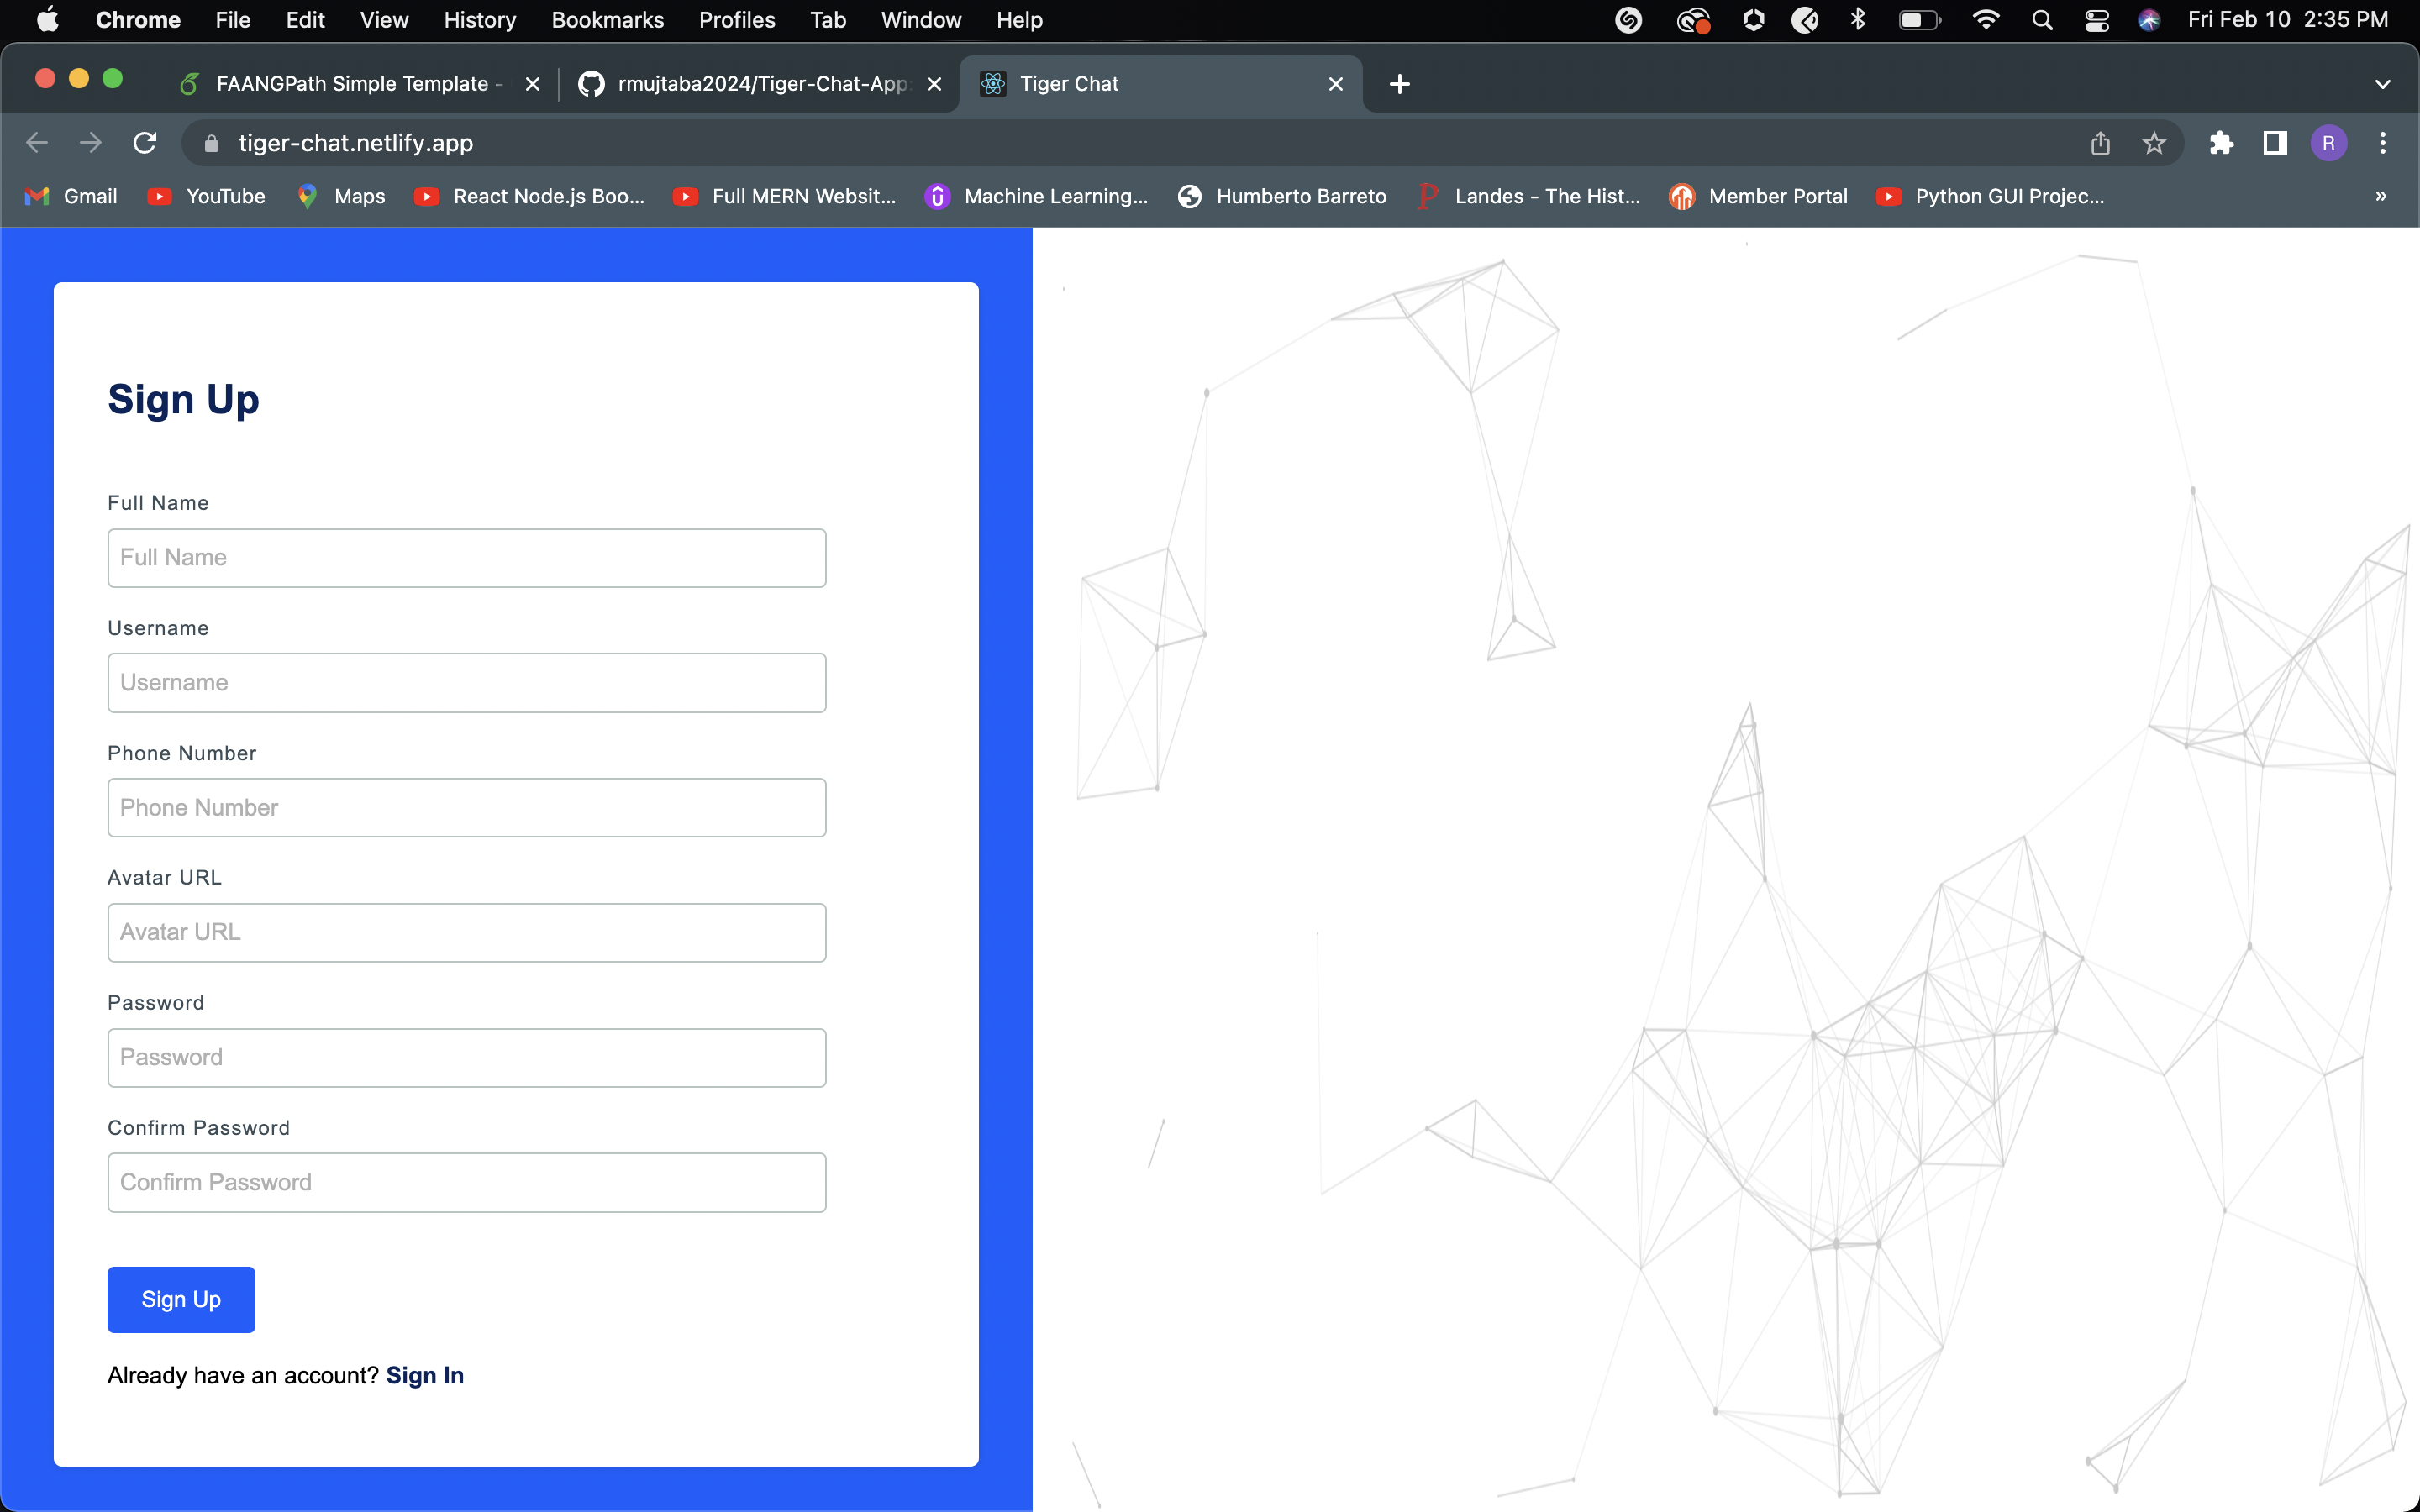 Chrome File Edit View History Bookmarks Profiles Tab Window Help Fri Feb 10 2:35 PM
FAANGPath Simple Template - rmujtaba2024/Tiger-Chat-App: Tiger Chat
tiger-chat.netlify.app R
Gmail YouTube Maps React Node.js Boo... Full MERN Websit... Machine Learning... Humberto Barreto Landes - The Hist... Member Portal Python GUI Projec... »
Sign Up
Full Name
Full Name
Username
Username
Phone Number
Phone Number
Avatar URL
Avatar URL
Password
Password
Confirm Password
Confirm Password
Sign Up
Already have an account? Sign In